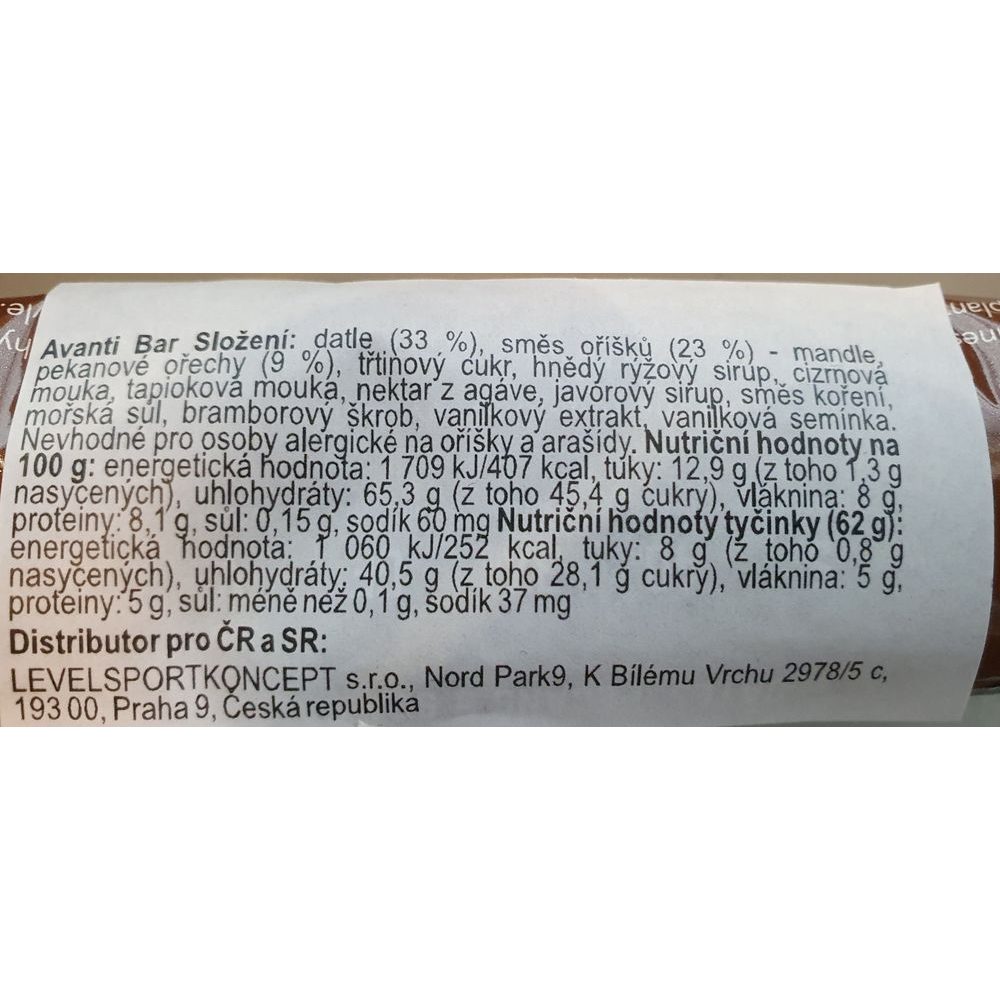 Avanti Bar Složení: datle (33 %), směs oříšků (23 %) - mandle,
pekanové ořechy (9 %), třtinový cukr, hnědý rýžový sirup, cizrnová
mouka, tapioková mouka, nektar z agáve, javorový sirup, směs koření,
mořská sůl, bramborový škrob, vanilkový extrakt, vanilková semínka.
Nevhodné pro osoby alergické na oříšky a arašídy. Nutriční hodnoty na
100 g: energetická hodnota: 1 709 kJ/407 kcal, tuky: 12,9 g (z toho 1,3 g
nasycených), uhlohydráty: 65,3 g (z toho 45,4 g cukry), vláknina: 8 g,
proteiny: 8,1 g, sůl: 0,15 g, sodík 60 mg Nutriční hodnoty tyčinky (62 g):
energetická hodnota: 1 060 kJ/252 kcal, tuky: 8 g (z toho 0,8 g
nasycených), uhlohydráty: 40,5 g (z toho 28,1 g cukry), vláknina: 5 g,
proteiny: 5 g, sůl: méně než 0,1 g, sodík 37 mg
Distributor pro ČR a SR:
LEVELSPORTKONCEPT s.r.o., Nord Park9, K Bílému Vrchu 2978/5 c,
193 00, Praha 9, Česká republika